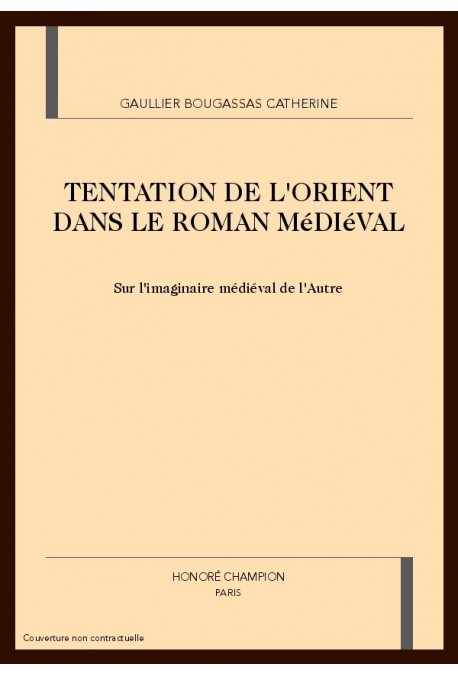 GAULLIER BOUGASSAS CATHERINE
TENTATION DE L'ORIENT
DANS LE ROMAN MéDIéVAL
Sur l'imaginaire médiéval de l'Autre
HONORÉ CHAMPION
PARIS
Couverture non contractuelle